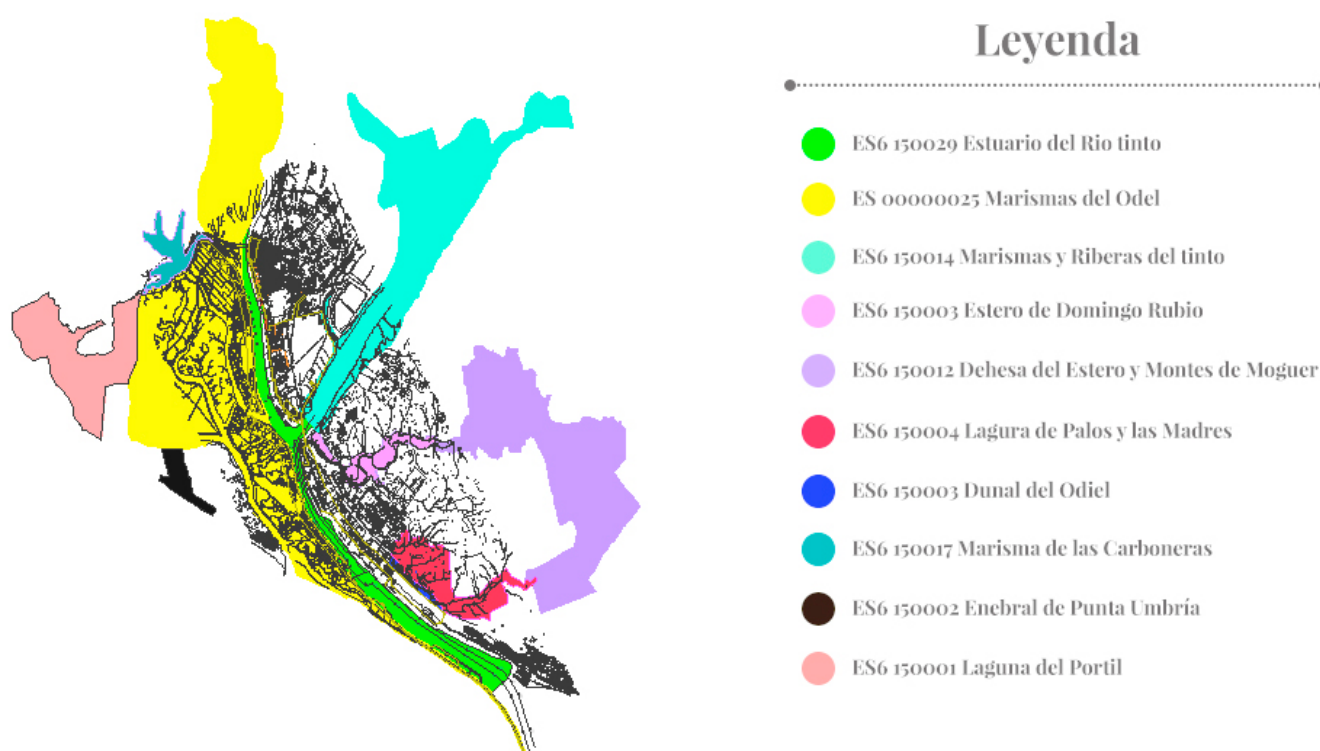 Leyenda
ES6 150029 Estuario del Rio tinto
ES 00000025 Marismas del Odel
ES6 150014 Marismas y Riberas del tinto
ES6 150003 Estero de Domingo Rubio
ES6 150012 Dehesa del Estero y Montes de Moguer
ES6 150004 Lagura de Palos y las Madres
ES6 150003 Dunal del Odiel
ES6 150017 Marisma de las Carboneras
ES6 150002 Enebral de Punta Umbría
ES6 150001 Laguna del Portil